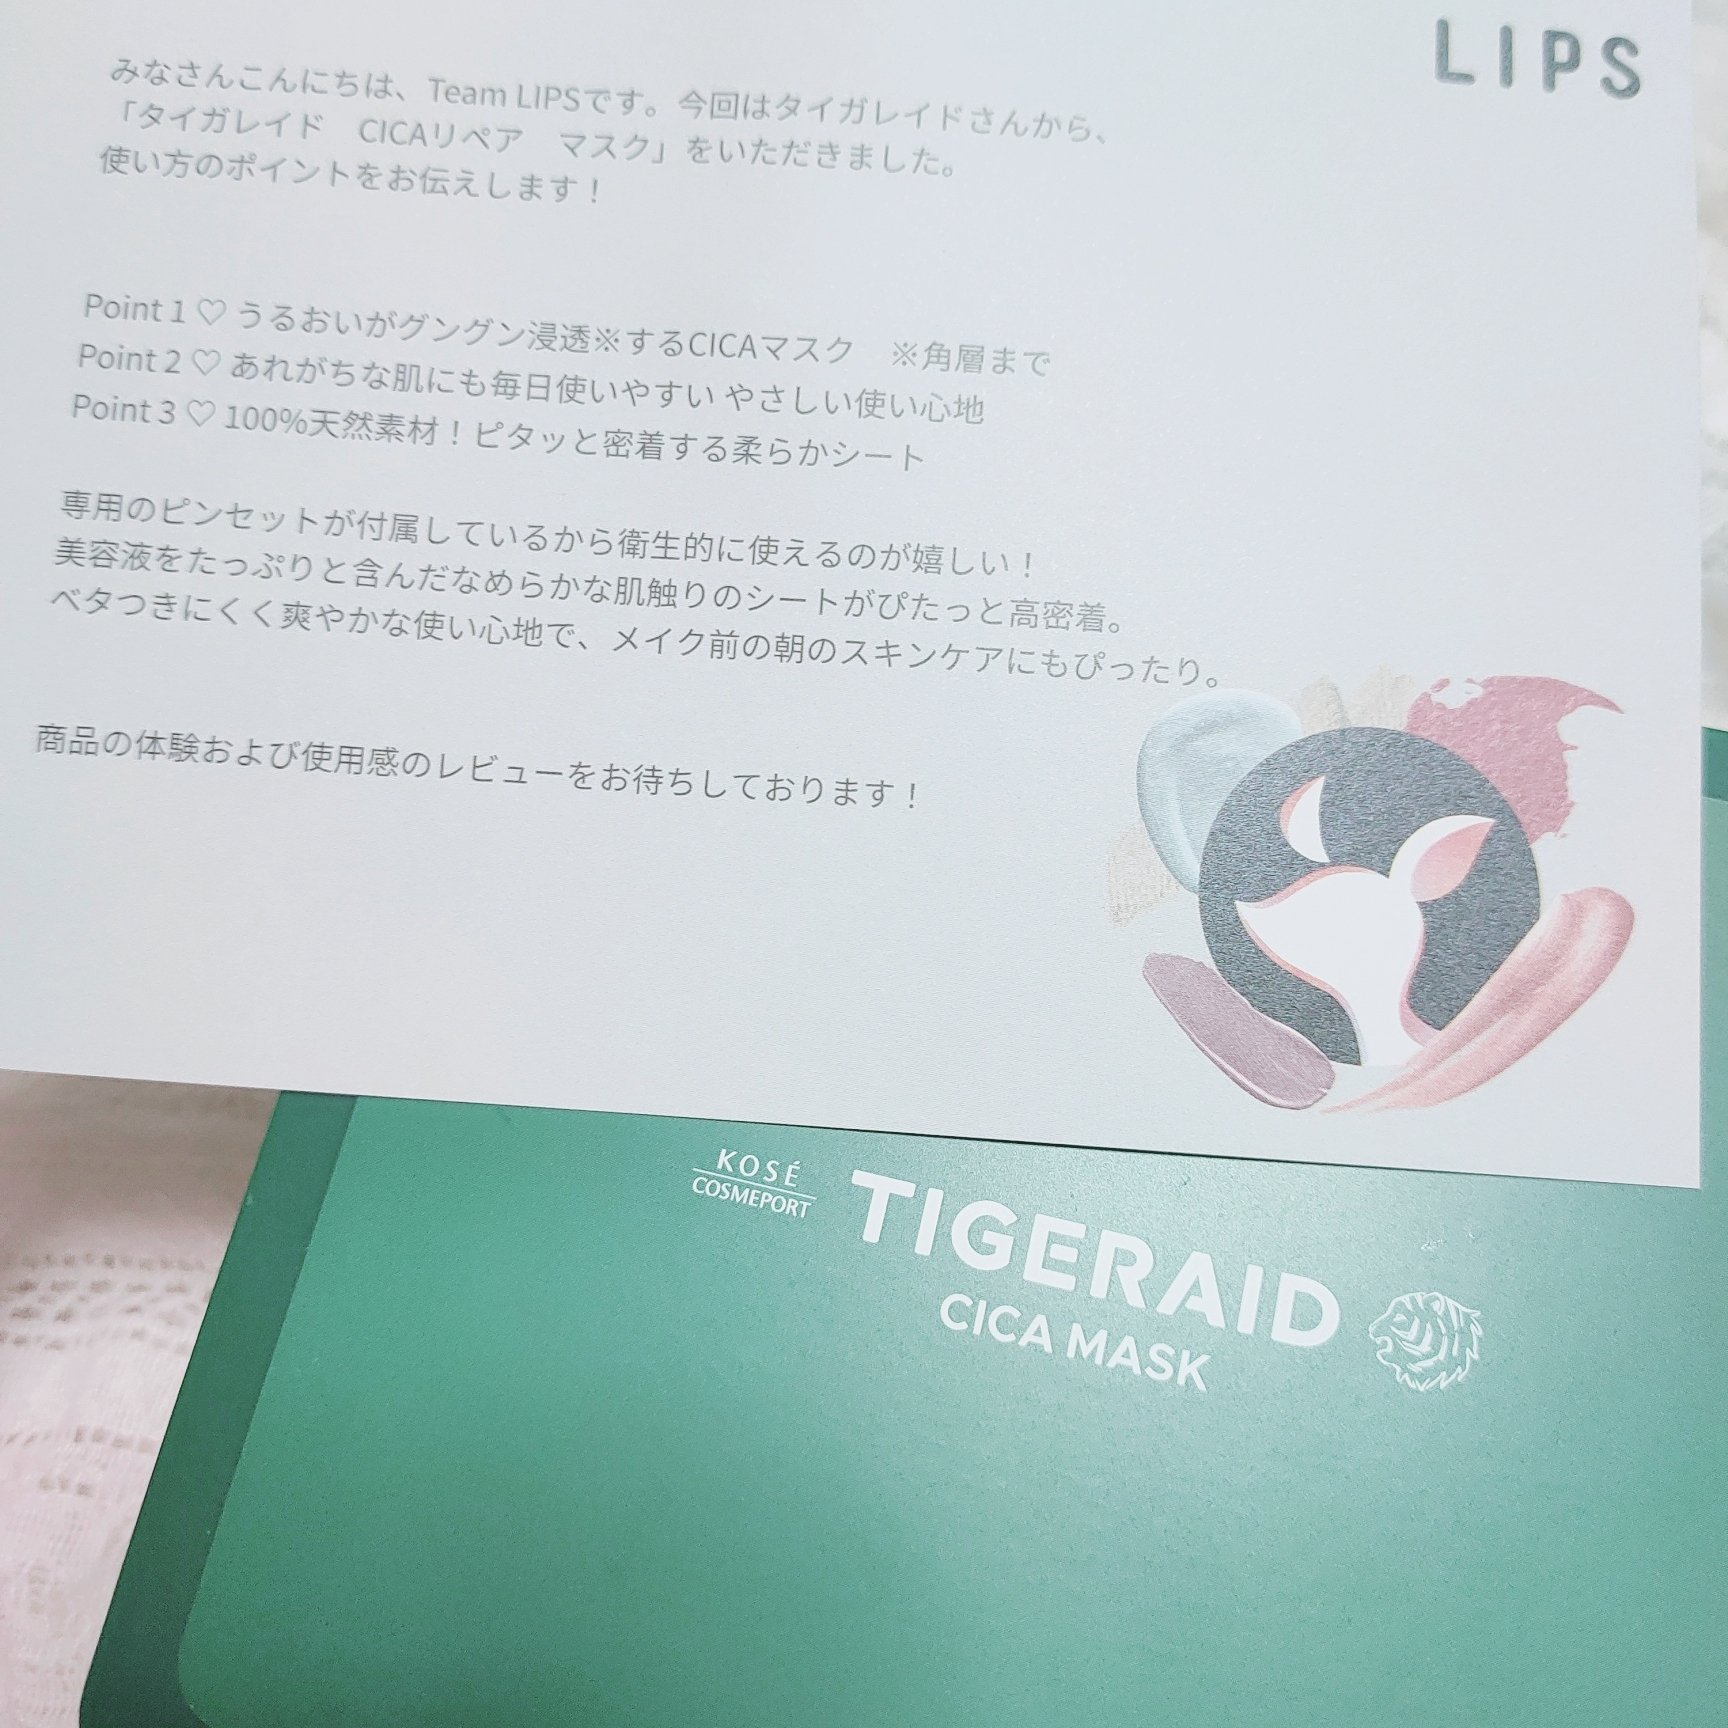 LIPS
みなさんこんにちは、Team LIPSです。今回はタイガレイドさんから、
「タイガレイド　CICAリペア　マスク」をいただきました。
使い方のポイントをお伝えします！
Point 1 ♡ うるおいがグングン浸透※するCICAマスク　※角層まで
Point 2 ♡ あれがちな肌にも毎日使いやすい やさしい使い心地
Point 3 ♡ 100%天然素材！ピタッと密着する柔らかシート
専用のピンセットが付属しているから衛生的に使えるのが嬉しい！
美容液をたっぷりと含んだなめらかな肌触りのシートがぴたっと高密着。
ベタつきにくく爽やかな使い心地で、メイク前の朝のスキンケアにもぴったり。
商品の体験および使用感のレビューをお待ちしております！
KOSÉ
COSMEPORT
TIGERAID
CICA MASK